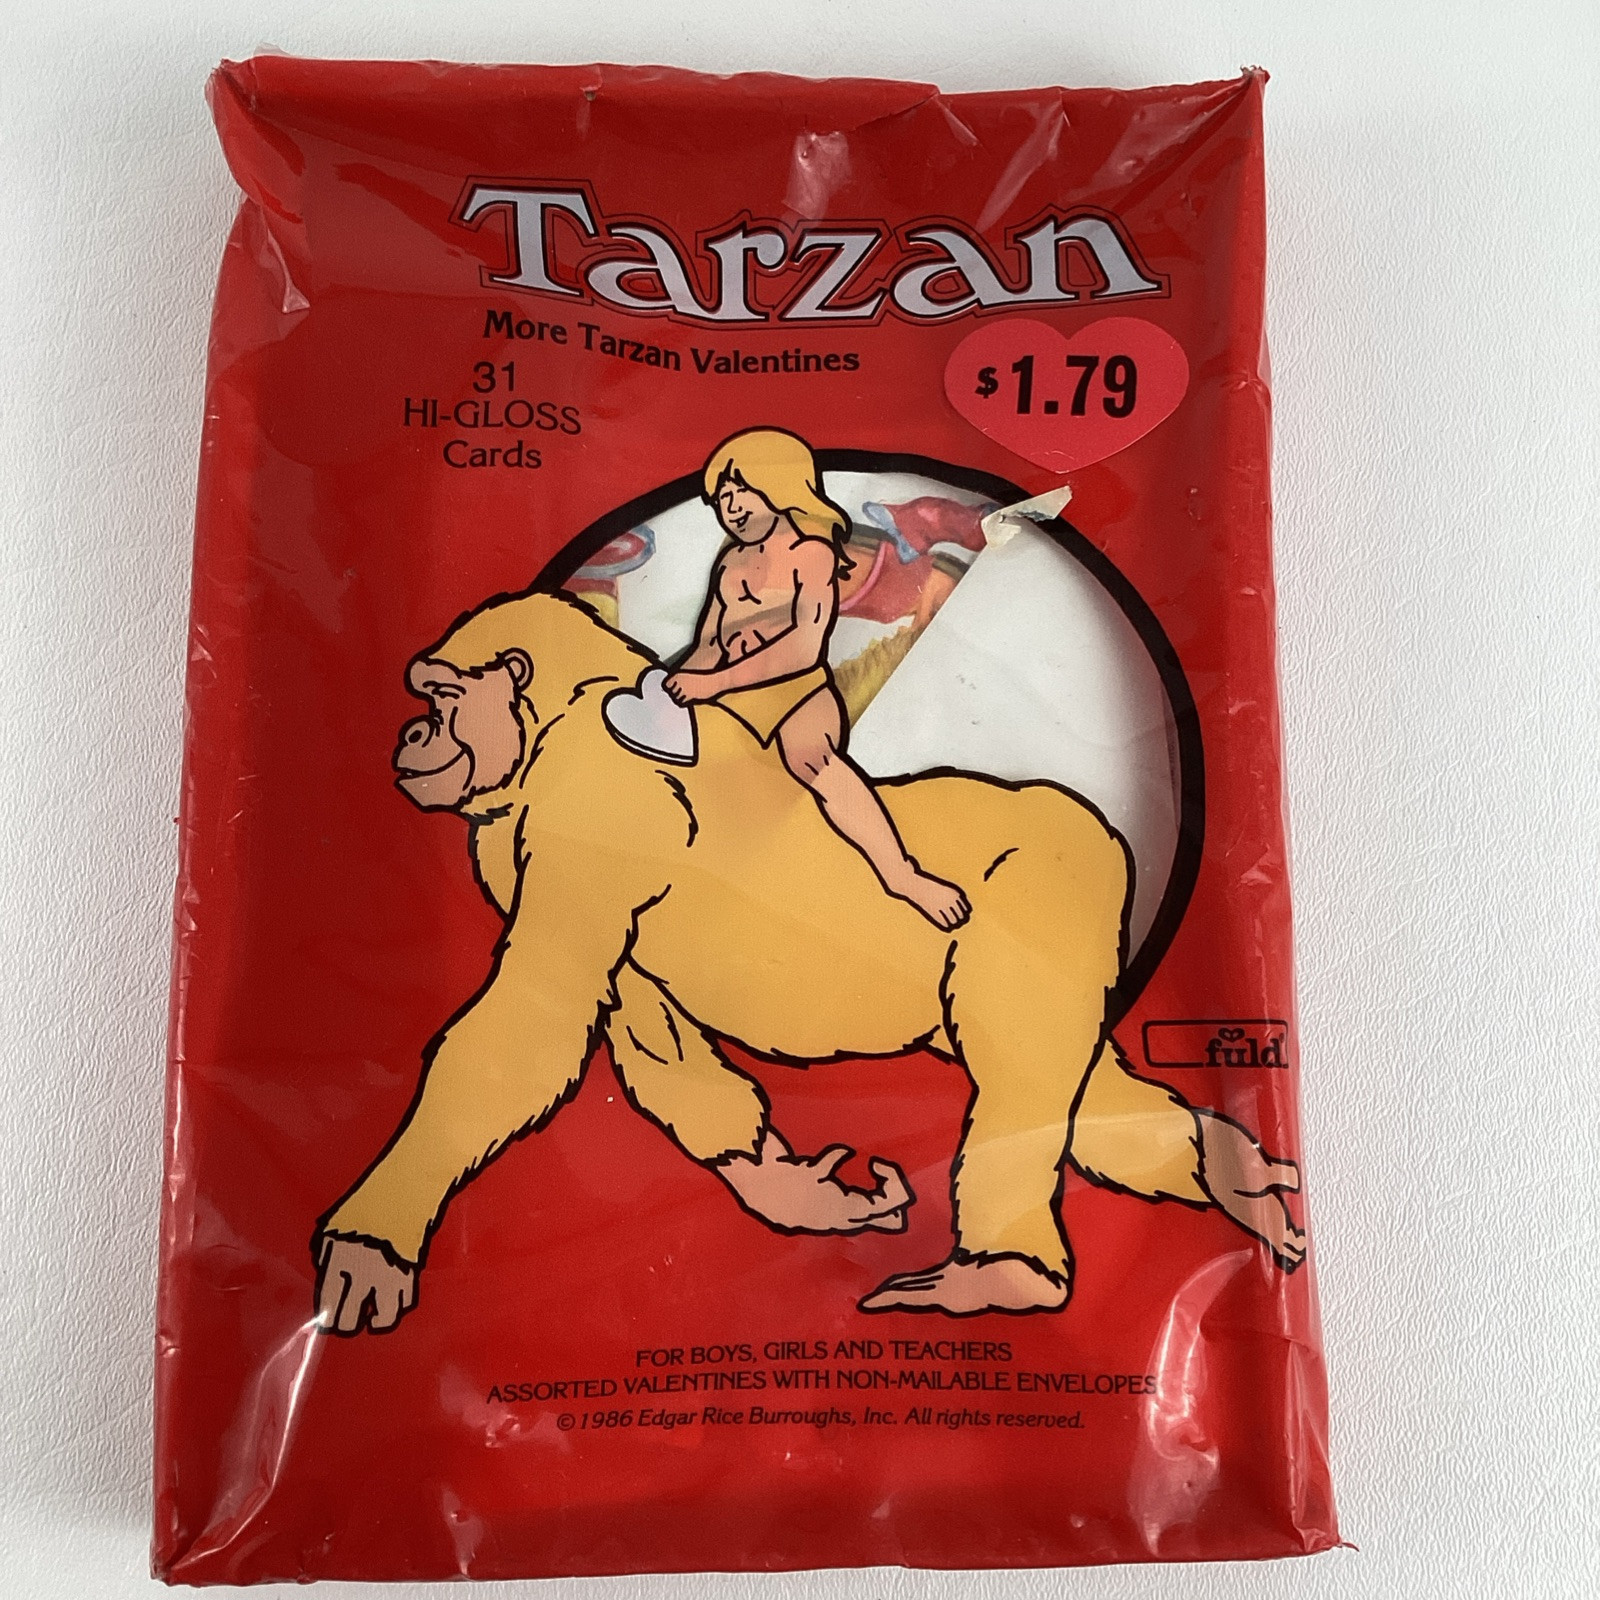 Tarzan
More Tarzan Valentines
31
HI-GLOSS
Cards
$1.79
fuld
FOR BOYS, GIRLS AND TEACHERS
ASSORTED VALENTINES WITH NON-MAILABLE ENVELOPES
©1986 Edgar Rice Burroughs, Inc. All rights reserved.